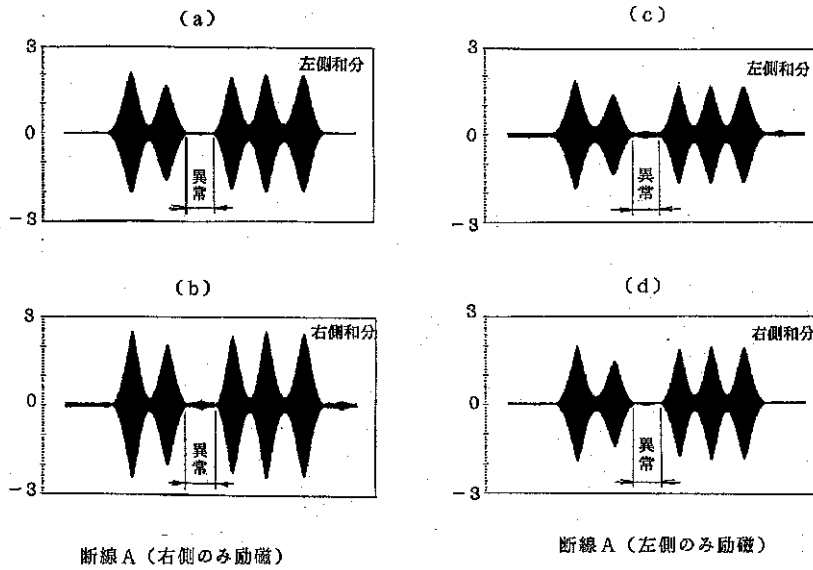 (a)
3
左側和分
0
異常
-3
(b)
3
右側和分
0
異常
-3
断線A(右側のみ励磁)
(c)
3
左側和分
0
異常
-3
(d)
3
右側和分
0
異常
-3
断線A(左側のみ励磁)